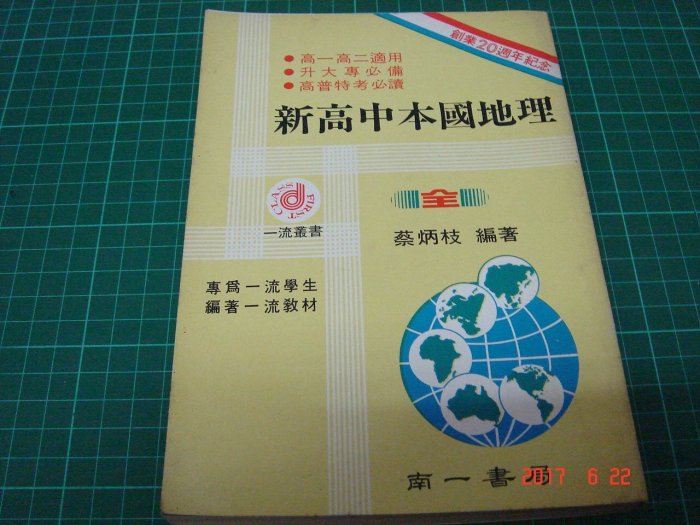 創業20週年紀念
●高一高二適用
●升大專必備
●高普特考必讀
新高中本國地理
全
FIRST CLASS
一流叢書
蔡炳枝 編著
專爲一流學生
編著一流教材
南一書局
2017 6 22